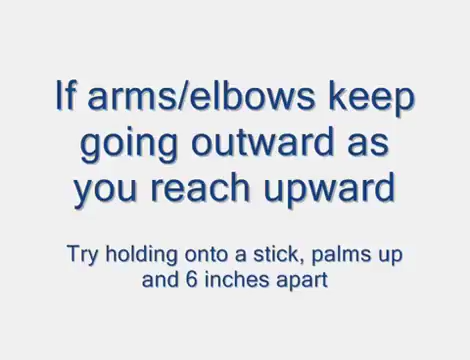 If arms/elbows keep
going outward as
you reach upward
Try holding onto a stick, palms up
and 6 inches apart